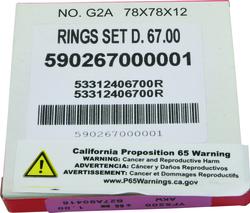 NO. G2A 78X78X12
RINGS SET D. 67.00
590267000001
53312406700R
53312406700R
590267000001
California Proposition 65 Warning
WARNING: Cancer and Reproductive Harm
ADVERTENCIA: Cáncer y Daños Reproductivos
AVERTISSEMENT: Cancer et Dommages Reproductifs
www.P65Warnings.ca.gov